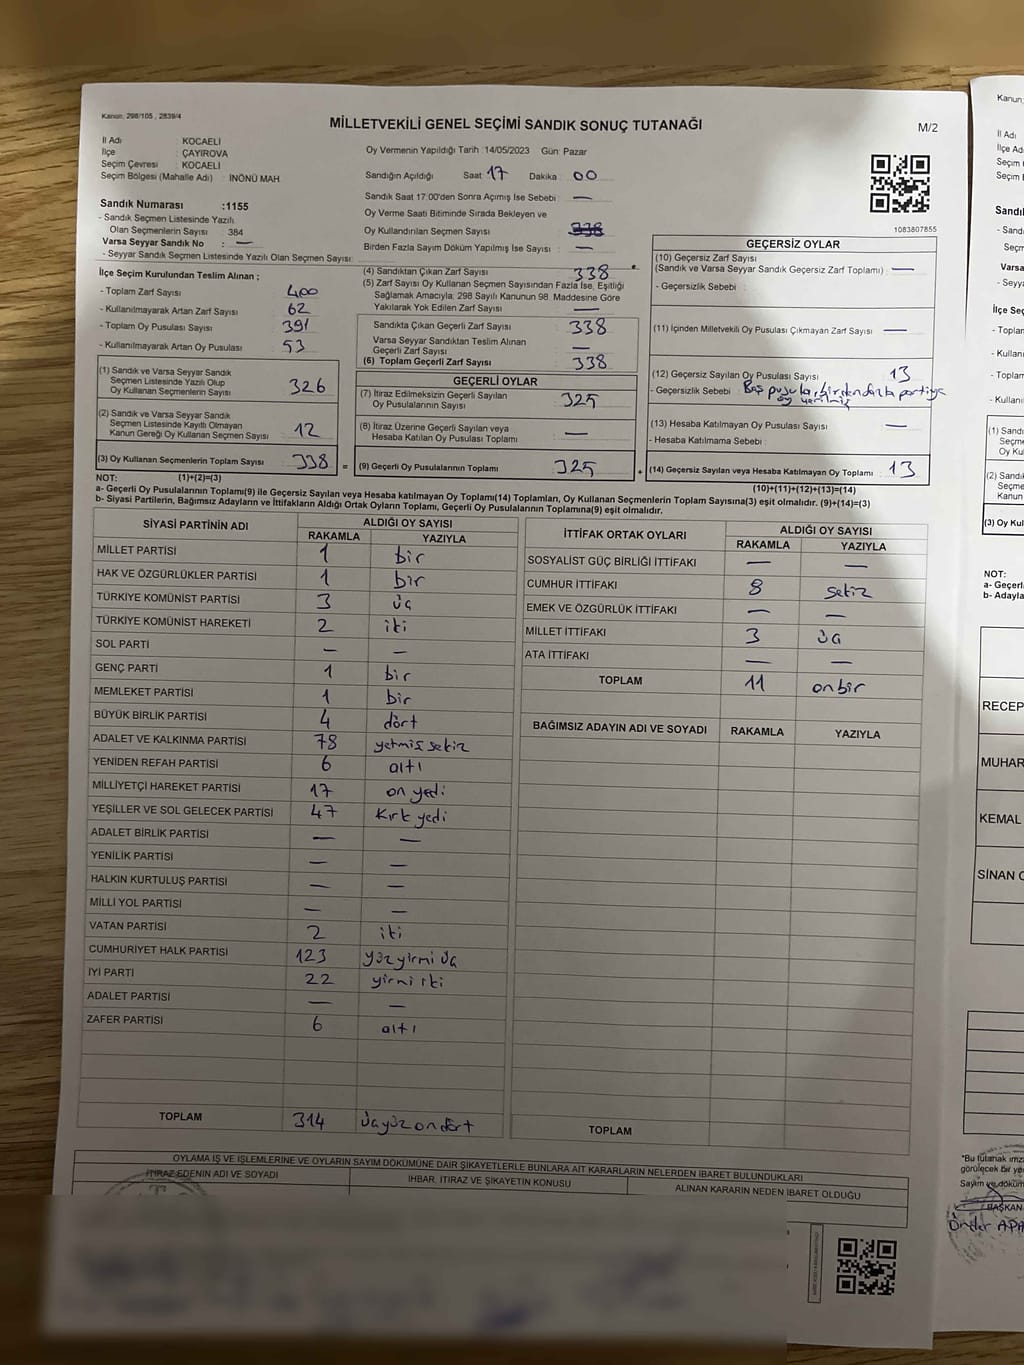 Kanun: 298/105 , 2839/4
MİLLETVEKİLİ GENEL SEÇİMİ SANDIK SONUÇ TUTANAĞI
M/2
İl Adı : KOCAELİ
İlçe : ÇAYIROVA
Seçim Çevresi : KOCAELİ
Seçim Bölgesi (Mahalle Adı) : İNÖNÜ MAH
Oy Vermenin Yapıldığı Tarih :14/05/2023 Gün: Pazar
Sandığın Açıldığı Saat 17 Dakika 00
Sandık Saat 17:00'den Sonra Açımış İse Sebebi : —
Oy Verme Saati Bitiminde Sırada Bekleyen ve
Oy Kullandırılan Seçmen Sayısı : 338
Birden Fazla Sayım Döküm Yapılmış İse Sayısı : —
1083807855
Sandık Numarası :1155
- Sandık Seçmen Listesinde Yazılı
Olan Seçmenlerin Sayısı : 384
Varsa Seyyar Sandık No : —
- Seyyar Sandık Seçmen Listesinde Yazılı Olan Seçmen Sayısı:
İlçe Seçim Kurulundan Teslim Alınan ;
- Toplam Zarf Sayısı : 400
- Kullanılmayarak Artan Zarf Sayısı : 62
- Toplam Oy Pusulası Sayısı : 391
- Kullanılmayarak Artan Oy Pusulası : 53
(1) Sandık ve Varsa Seyyar Sandık
Seçmen Listesinde Yazılı Olup
Oy Kullanan Seçmenlerin Sayısı : 326
(2) Sandık ve Varsa Seyyar Sandık
Seçmen Listesinde Kayıtlı Olmayan
Kanun Gereği Oy Kullanan Seçmen Sayısı : 12
(3) Oy Kullanan Seçmenlerin Toplam Sayısı : 338 =
(4) Sandıktan Çıkan Zarf Sayısı : 338
(5) Zarf Sayısı Oy Kullanan Seçmen Sayısından Fazla İse, Eşitliği
Sağlamak Amacıyla; 298 Sayılı Kanunun 98. Maddesine Göre
Yakılarak Yok Edilen Zarf Sayısı : —
Sandıkta Çıkan Geçerli Zarf Sayısı : 338
Varsa Seyyar Sandıktan Teslim Alınan
Geçerli Zarf Sayısı : —
(6) Toplam Geçerli Zarf Sayısı : 338
GEÇERLİ OYLAR
(7) İtiraz Edilmeksizin Geçerli Sayılan
Oy Pusulalarının Sayısı : 325
(8) İtiraz Üzerine Geçerli Sayılan veya
Hesaba Katılan Oy Pusulası Toplamı : —
(9) Geçerli Oy Pusulalarının Toplamı : 325 +
GEÇERSİZ OYLAR
(10) Geçersiz Zarf Sayısı
(Sandık ve Varsa Seyyar Sandık Geçersiz Zarf Toplamı) : —
- Geçersizlik Sebebi :
(11) İçinden Milletvekili Oy Pusulası Çıkmayan Zarf Sayısı : —
(12) Geçersiz Sayılan Oy Pusulası Sayısı : 13
- Geçersizlik Sebebi : Boş pusula, birden fazla partiye
oy verilmiş
(13) Hesaba Katılmayan Oy Pusulası Sayısı : —
- Hesaba Katılmama Sebebi :
(14) Geçersiz Sayılan veya Hesaba Katılmayan Oy Toplamı : 13
NOT: (1)+(2)=(3) (10)+(11)+(12)+(13)=(14)
a- Geçerli Oy Pusulalarının Toplamı(9) ile Geçersiz Sayılan veya Hesaba katılmayan Oy Toplamı(14) Toplamları, Oy Kullanan Seçmenlerin Toplam Sayısına(3) eşit olmalıdır. (9)+(14)=(3)
b- Siyasi Partilerin, Bağımsız Adayların ve İttifakların Aldığı Ortak Oyların Toplamı, Geçerli Oy Pusulalarının Toplamına(9) eşit olmalıdır.
SİYASİ PARTİNİN ADI ALDIĞI OY SAYISI
RAKAMLA YAZIYLA
MİLLET PARTİSİ 1 bir
HAK VE ÖZGÜRLÜKLER PARTİSİ 1 bir
TÜRKİYE KOMÜNİST PARTİSİ 3 üç
TÜRKİYE KOMÜNİST HAREKETİ 2 iki
SOL PARTİ — —
GENÇ PARTİ 1 bir
MEMLEKET PARTİSİ 1 bir
BÜYÜK BİRLİK PARTİSİ 4 dört
ADALET VE KALKINMA PARTİSİ 78 yetmiş sekiz
YENİDEN REFAH PARTİSİ 6 altı
MİLLİYETÇİ HAREKET PARTİSİ 17 on yedi
YEŞİLLER VE SOL GELECEK PARTİSİ 47 Kırk yedi
ADALET BİRLİK PARTİSİ — —
YENİLİK PARTİSİ — —
HALKIN KURTULUŞ PARTİSİ — —
MİLLİ YOL PARTİSİ — —
VATAN PARTİSİ 2 iki
CUMHURİYET HALK PARTİSİ 123 yüz yirmi üç
İYİ PARTİ 22 yirmi iki
ADALET PARTİSİ — —
ZAFER PARTİSİ 6 altı
TOPLAM 314 üçyüz on dört
İTTİFAK ORTAK OYLARI ALDIĞI OY SAYISI
RAKAMLA YAZIYLA
SOSYALİST GÜÇ BİRLİĞİ İTTİFAKI — —
CUMHUR İTTİFAKI 8 sekiz
EMEK VE ÖZGÜRLÜK İTTİFAKI — —
MİLLET İTTİFAKI 3 üç
ATA İTTİFAKI — —
TOPLAM 11 on bir
BAĞIMSIZ ADAYIN ADI VE SOYADI RAKAMLA YAZIYLA
TOPLAM
OYLAMA İŞ VE İŞLEMLERİNE VE OYLARIN SAYIM DÖKÜMÜNE DAİR ŞİKAYETLERLE BUNLARA AİT KARARLARIN NELERDEN İBARET BULUNDUKLARI
İTİRAZ EDENİN ADI VE SOYADI İHBAR, İTİRAZ VE ŞİKAYETİN KONUSU ALINAN KARARIN NEDEN İBARET OLDUĞU
Kanun:
İl Adı
İlçe Ad
Seçim
Seçim
Sandı
- Sand
Seçm
Varsa
- Seyya
İlçe Seç
- Toplan
- Kullanı
- Toplam
- Kullanıl
(1) Sandı
Seçme
Oy Kul
(2) Sandı
Seçme
Kanun
(3) Oy Kul
NOT:
a- Geçerl
b- Adayla
RECEP
MUHAR
KEMAL
SİNAN O
"Bu tutanak imza
görülecek bir ye
Sayım ve döküm
BAŞKAN
Önder APA